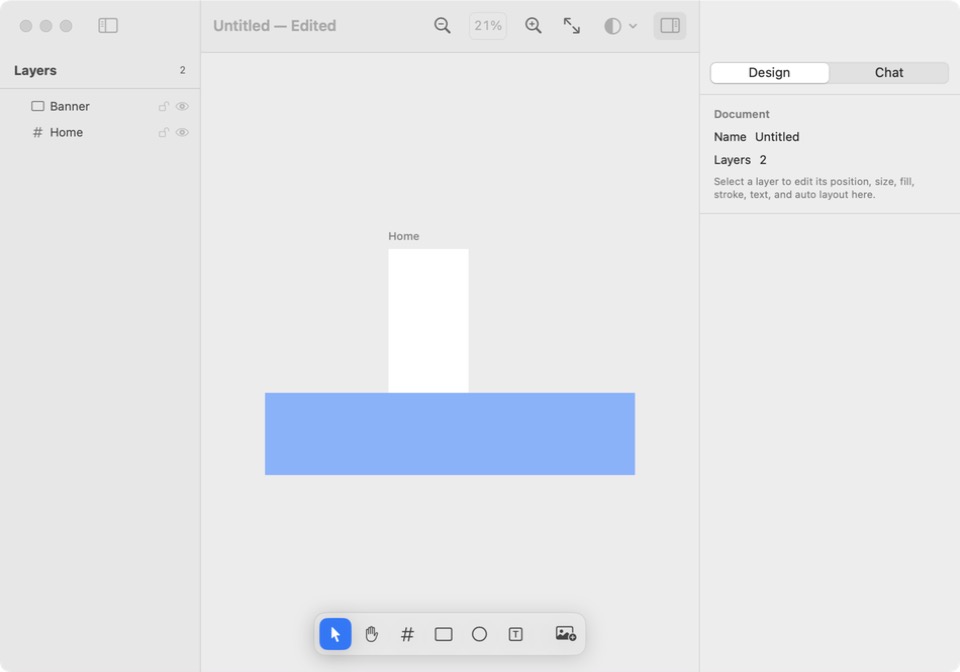 Untitled — Edited
21%
Layers 2
Banner
Home
Design
Chat
Document
Name Untitled
Layers 2
Select a layer to edit its position, size, fill,
stroke, text, and auto layout here.
Home
T